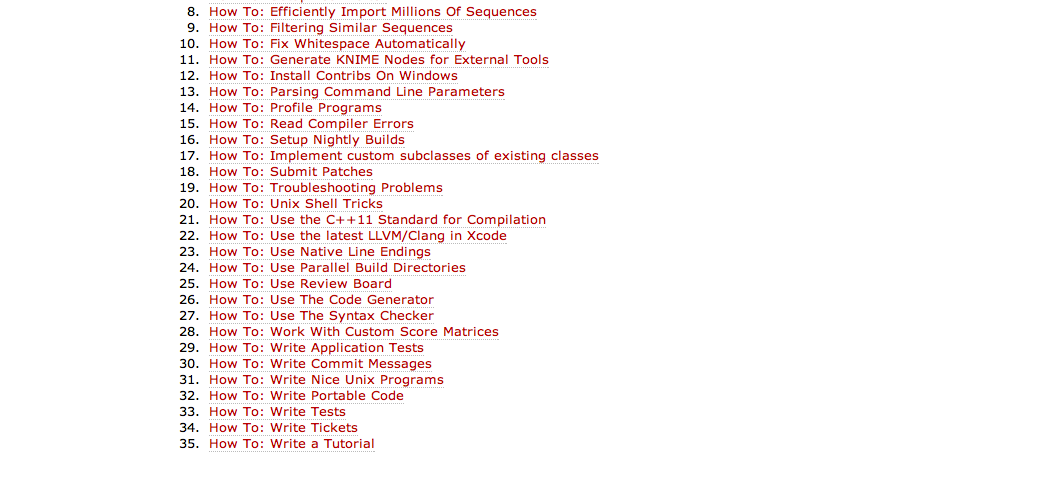 8. How To: Efficiently Import Millions Of Sequences
9. How To: Filtering Similar Sequences
10. How To: Fix Whitespace Automatically
11. How To: Generate KNIME Nodes for External Tools
12. How To: Install Contribs On Windows
13. How To: Parsing Command Line Parameters
14. How To: Profile Programs
15. How To: Read Compiler Errors
16. How To: Setup Nightly Builds
17. How To: Implement custom subclasses of existing classes
18. How To: Submit Patches
19. How To: Troubleshooting Problems
20. How To: Unix Shell Tricks
21. How To: Use the C++11 Standard for Compilation
22. How To: Use the latest LLVM/Clang in Xcode
23. How To: Use Native Line Endings
24. How To: Use Parallel Build Directories
25. How To: Use Review Board
26. How To: Use The Code Generator
27. How To: Use The Syntax Checker
28. How To: Work With Custom Score Matrices
29. How To: Write Application Tests
30. How To: Write Commit Messages
31. How To: Write Nice Unix Programs
32. How To: Write Portable Code
33. How To: Write Tests
34. How To: Write Tickets
35. How To: Write a Tutorial